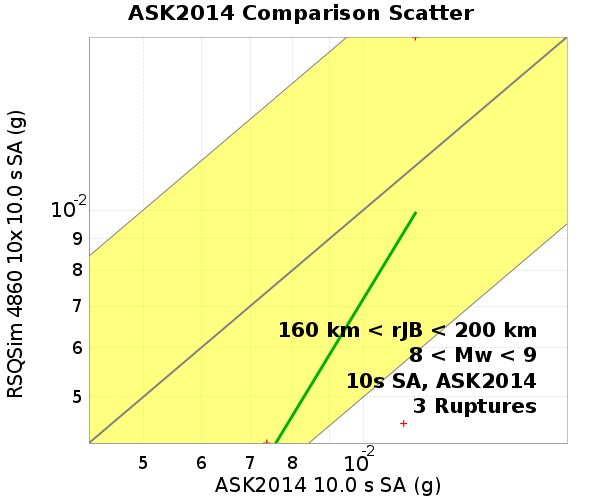 ASK2014 Comparison Scatter
RSQSim 4860 10x 10.0 s SA (g)
10-2
9
8
7
6
5
160 km < rJB < 200 km
8 < Mw < 9
10s SA, ASK2014
3 Ruptures
5 6 7 8 10-2
ASK2014 10.0 s SA (g)